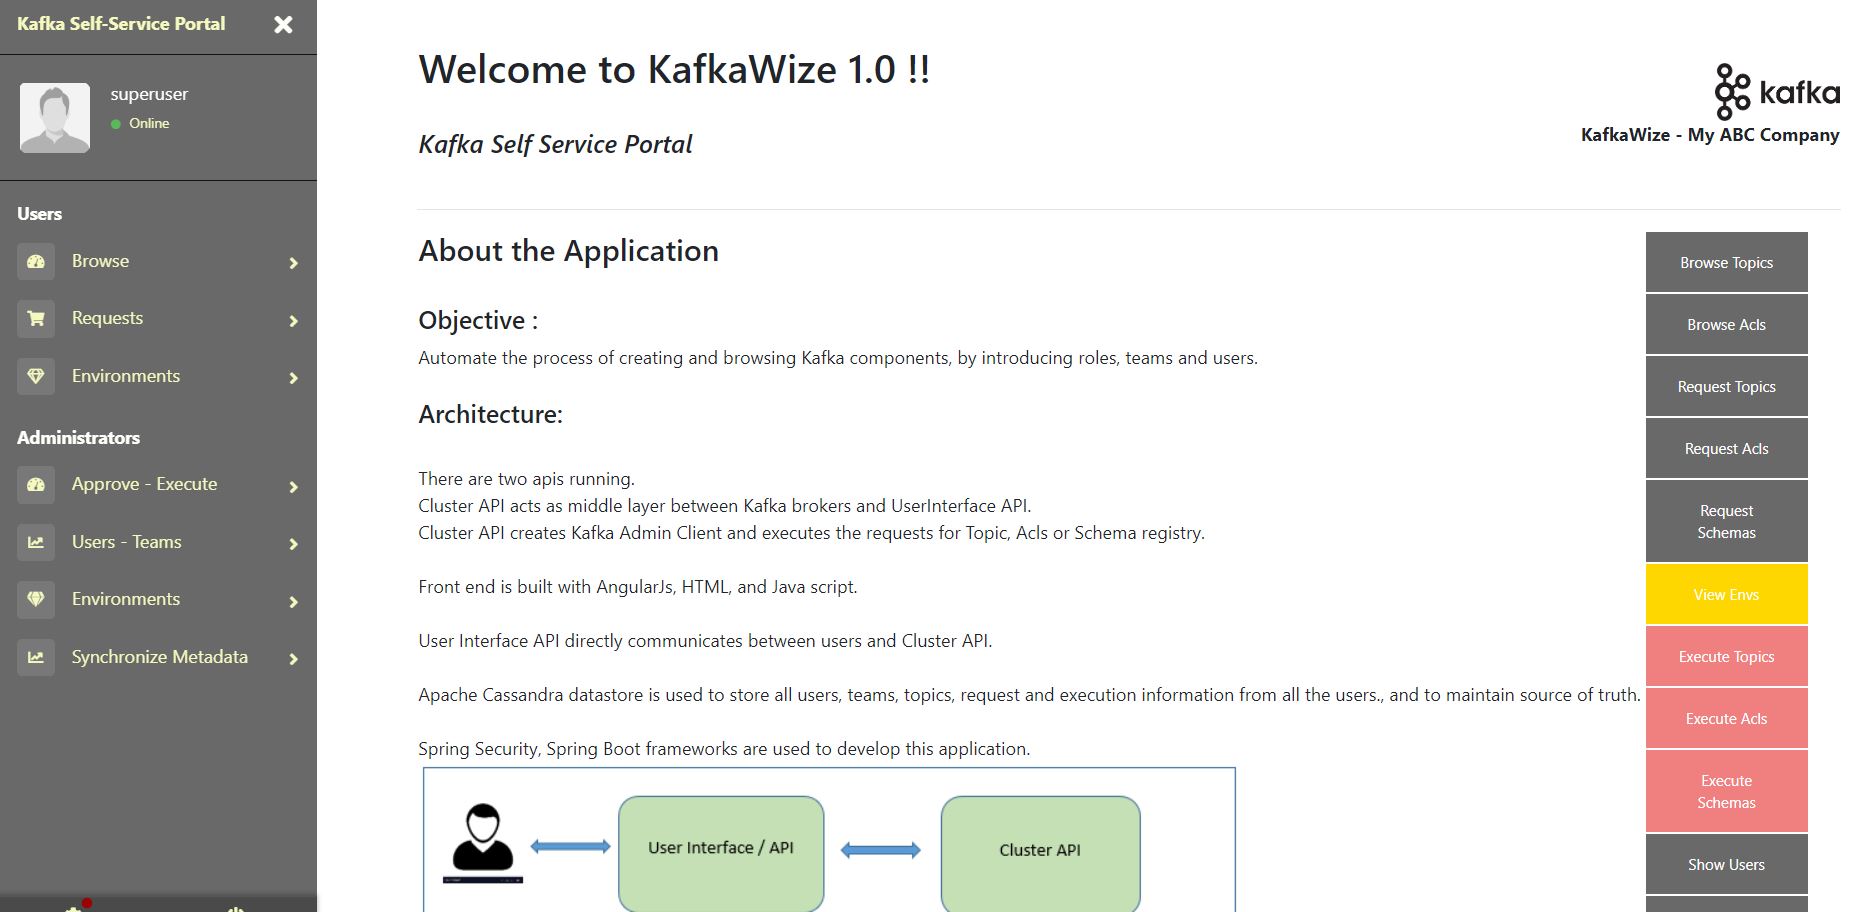 Kafka Self-Service Portal
superuser
Online
Users
Browse
Requests
Environments
Administrators
Approve - Execute
Users - Teams
Environments
Synchronize Metadata
Welcome to KafkaWize 1.0 !!
Kafka Self Service Portal
kafka
KafkaWize - My ABC Company
About the Application
Objective :
Automate the process of creating and browsing Kafka components, by introducing roles, teams and users.
Architecture:
There are two apis running.
Cluster API acts as middle layer between Kafka brokers and UserInterface API.
Cluster API creates Kafka Admin Client and executes the requests for Topic, Acls or Schema registry.
Front end is built with AngularJs, HTML, and Java script.
User Interface API directly communicates between users and Cluster API.
Apache Cassandra datastore is used to store all users, teams, topics, request and execution information from all the users., and to maintain source of truth.
Spring Security, Spring Boot frameworks are used to develop this application.
User Interface / API
Cluster API
Browse Topics
Browse Acls
Request Topics
Request Acls
Request
Schemas
View Envs
Execute Topics
Execute Acls
Execute
Schemas
Show Users